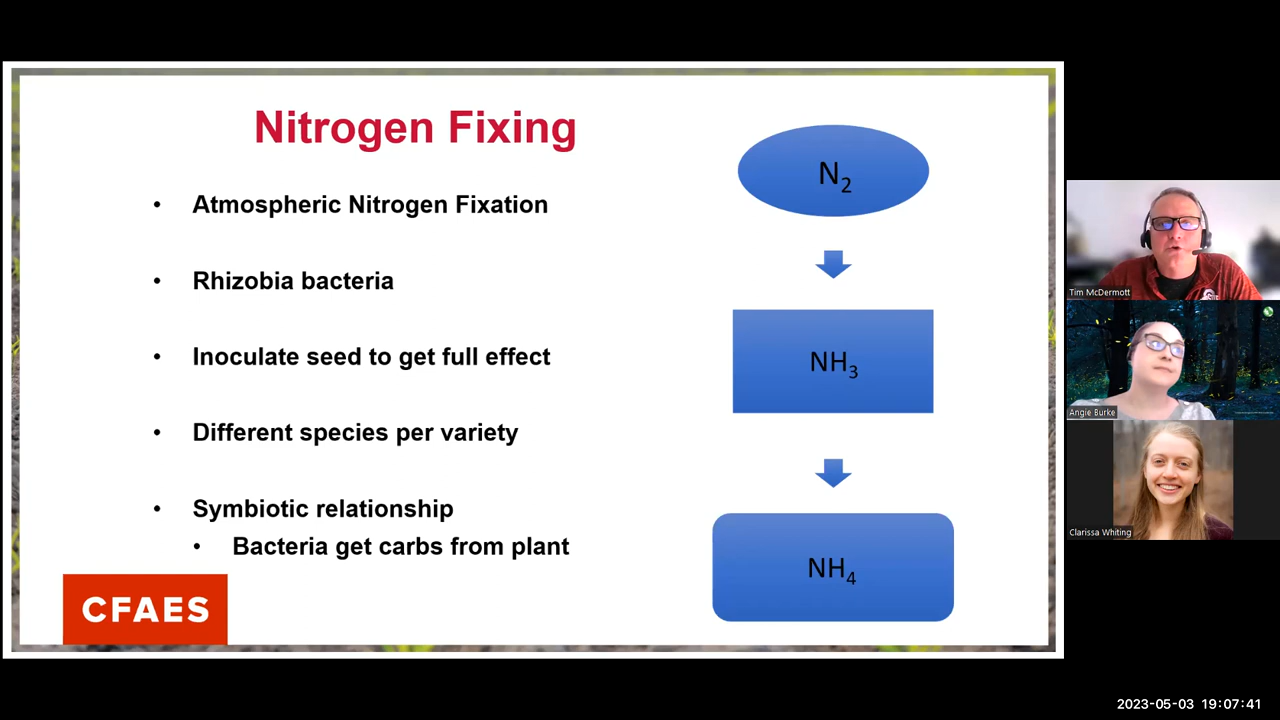 Nitrogen Fixing
• Atmospheric Nitrogen Fixation
• Rhizobia bacteria
• Inoculate seed to get full effect
• Different species per variety
• Symbiotic relationship
• Bacteria get carbs from plant
CFAES
N₂
NH₃
NH₄
Tim McDermott
Angie Burke
Clarissa Whiting
2023-05-03 19:07:41